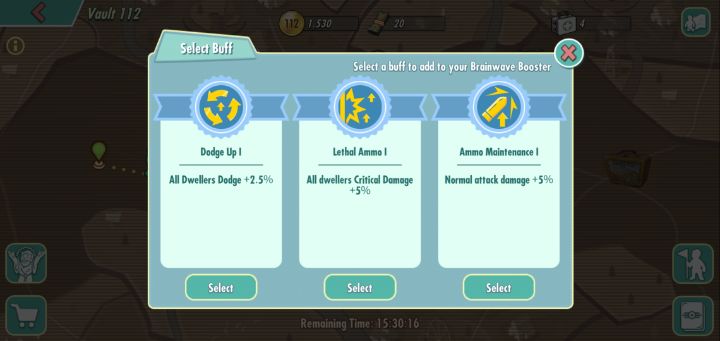 Vault 112
112
1,530
20
4
Select Buff
Select a buff to add to your Brainwave Booster
Dodge Up I
All Dwellers Dodge +2.5%
Select
Lethal Ammo I
All dwellers Critical Damage
+5%
Select
Ammo Maintenance I
Normal attack damage +5%
Select
Remaining Time: 15:30:16